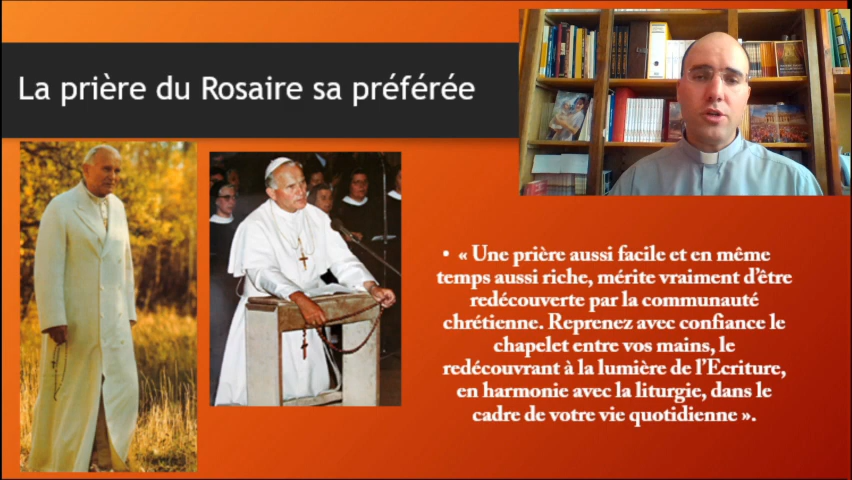 La prière du Rosaire sa préférée
• « Une prière aussi facile et en même
temps aussi riche, mérite vraiment d’être
redécouverte par la communauté
chrétienne. Reprenez avec confiance le
chapelet entre vos mains, le
redécouvrant à la lumière de l’Ecriture,
en harmonie avec la liturgie, dans le
cadre de votre vie quotidienne ».